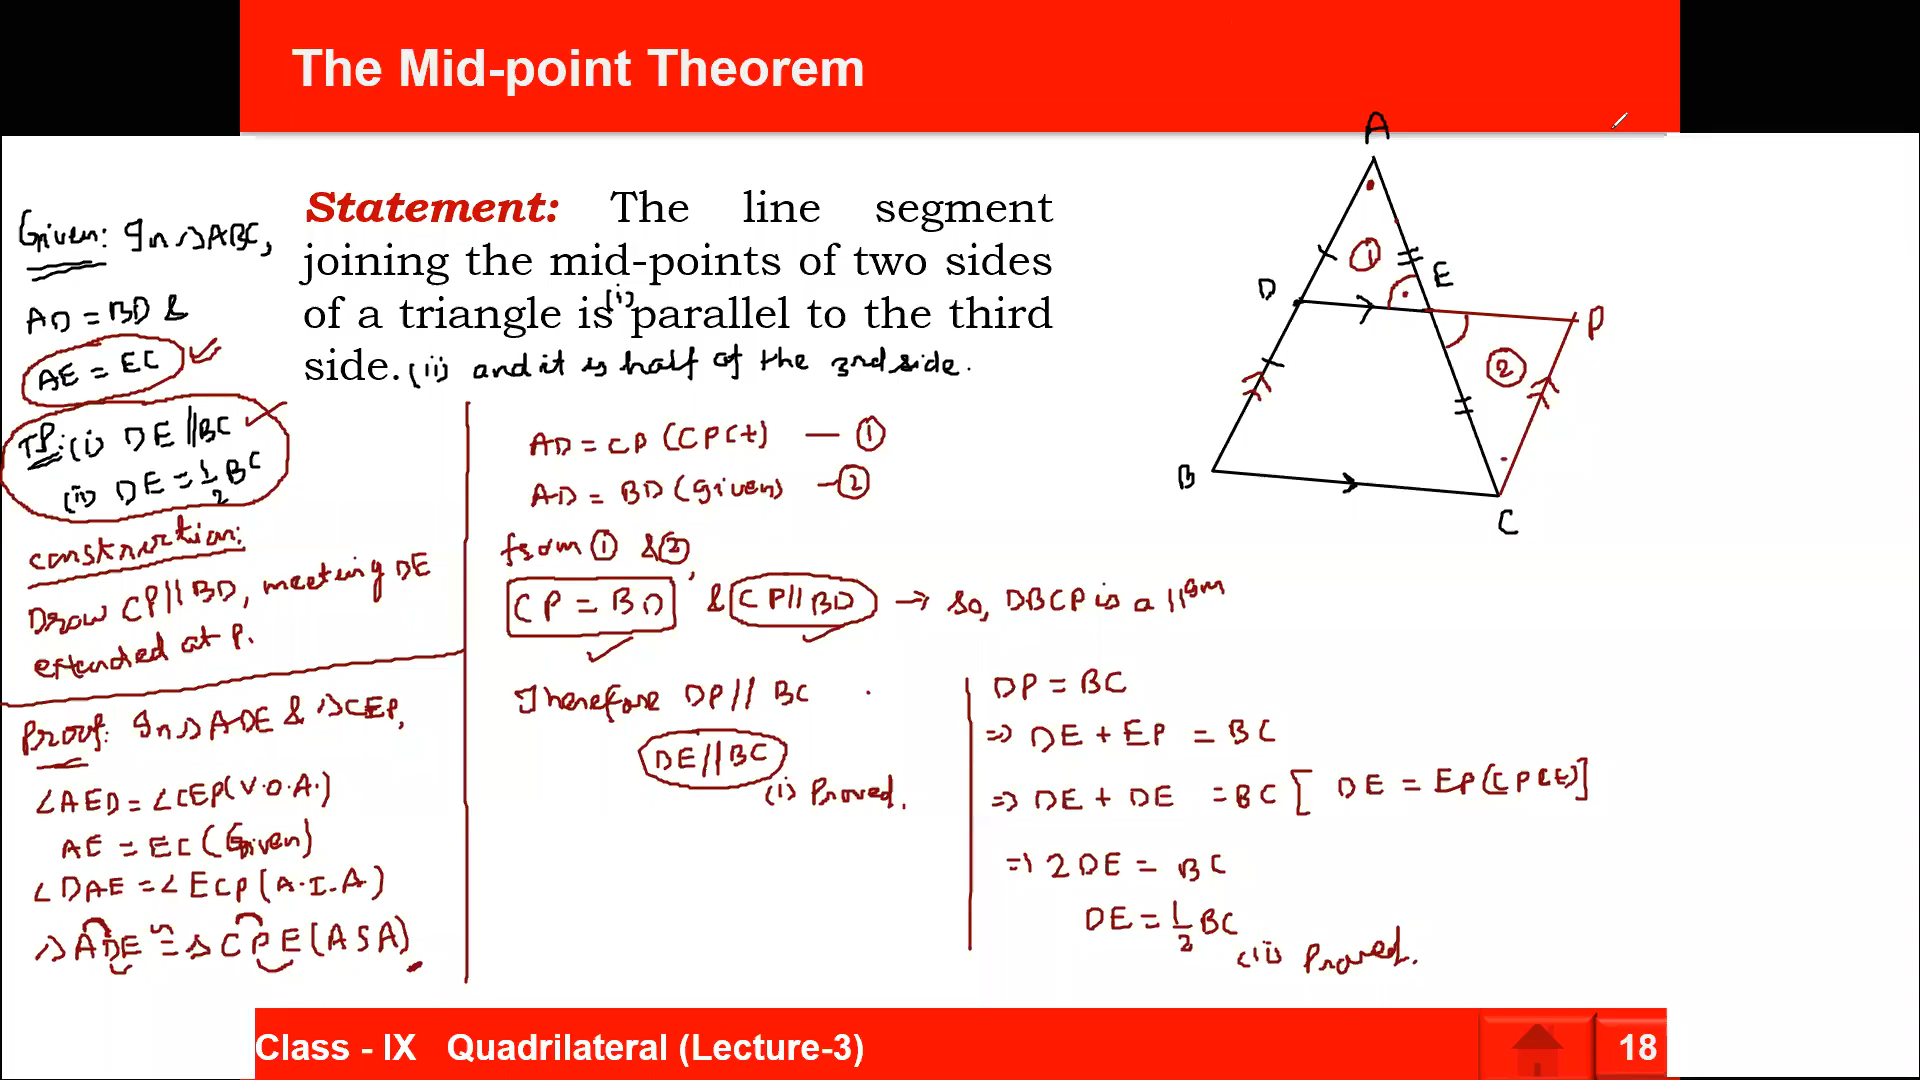 The Mid-point Theorem
Statement: The line segment
joining the mid-points of two sides
of a triangle is (i) parallel to the third
side. (ii) and it is half of the 3rd side.
Given: In △ABC,
AD = BD &
AE = EC
TP: (i) DE || BC
(ii) DE = 1/2 BC
construction:
Draw CP || BD, meeting DE
extended at P.
Proof: In △ADE & △CEP,
∠AED = ∠CEP (V.O.A.)
AE = EC (Given)
∠DAE = ∠ECP (A.I.A)
△ADE ≅ △CPE (ASA).
AD = CP (CPCt) — ①
AD = BD (given) — ②
from ① & ②,
CP = BD & CP || BD → so, DBCP is a ||gm
Therefore DP || BC
DE || BC
(i) Proved.
DP = BC
⇒ DE + EP = BC
⇒ DE + DE = BC [ DE = EP (CPCt)]
⇒ 2DE = BC
DE = 1/2 BC
(ii) Proved.
A
①
D
E
P
②
B
C
Class - IX Quadrilateral (Lecture-3)
18